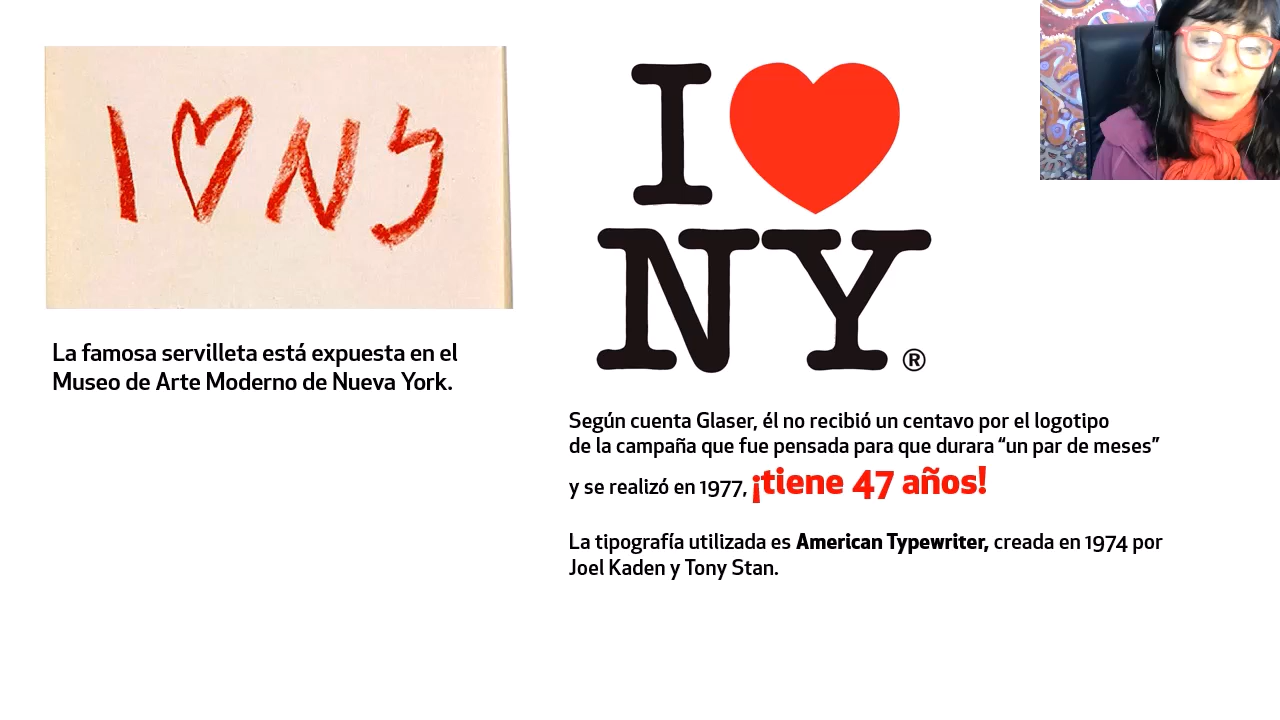 I ♥ NY
La famosa servilleta está expuesta en el
Museo de Arte Moderno de Nueva York.
I ♥
NY®
Según cuenta Glaser, él no recibió un centavo por el logotipo
de la campaña que fue pensada para que durara “un par de meses”
y se realizó en 1977, ¡tiene 47 años!
La tipografía utilizada es American Typewriter, creada en 1974 por
Joel Kaden y Tony Stan.